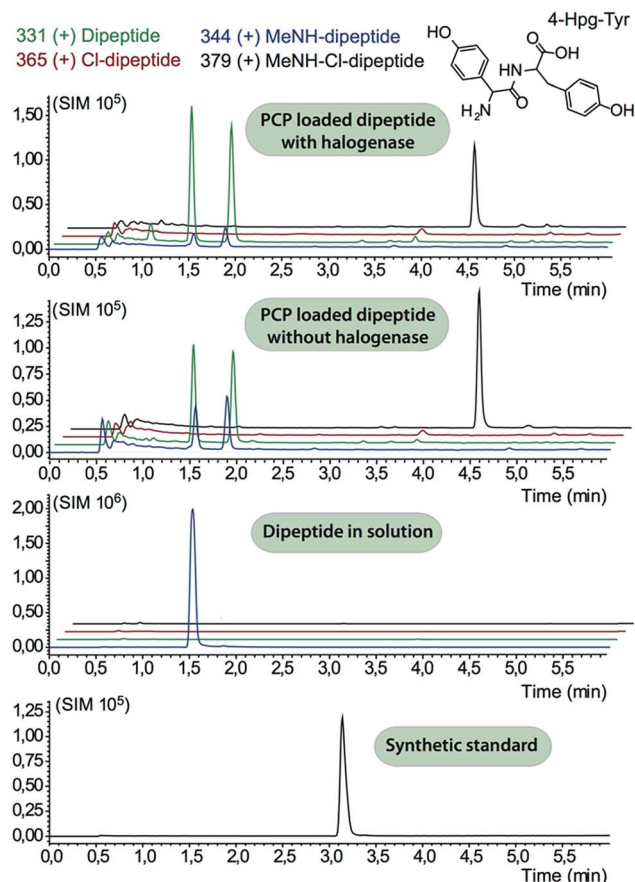 331 (+) Dipeptide
344 (+) MeNH-dipeptide
365 (+) Cl-dipeptide
379 (+) MeNH-Cl-dipeptide
4-Hpg-Tyr
HO
O
OH
HN
H₂N
O
OH
(SIM 10⁵)
PCP loaded dipeptide
with halogenase
1,50
1,00
0,50
0,00
0,0 0,5 1,0 1,5 2,0 2,5 3,0 3,5 4,0 4,5 5,0 5,5
Time (min)
(SIM 10⁵)
PCP loaded dipeptide
without halogenase
1,25
1,00
0,75
0,50
0,25
0,00
0,0 0,5 1,0 1,5 2,0 2,5 3,0 3,5 4,0 4,5 5,0 5,5
Time (min)
(SIM 10⁶)
Dipeptide in solution
2,00
1,50
1,00
0,50
0,00
0,0 0,5 1,0 1,5 2,0 2,5 3,0 3,5 4,0 4,5 5,0 5,5
Time (min)
(SIM 10⁵)
Synthetic standard
1,25
1,00
0,75
0,50
0,25
0,00
0,0 0,5 1,0 1,5 2,0 2,5 3,0 3,5 4,0 4,5 5,0 5,5
Time (min)